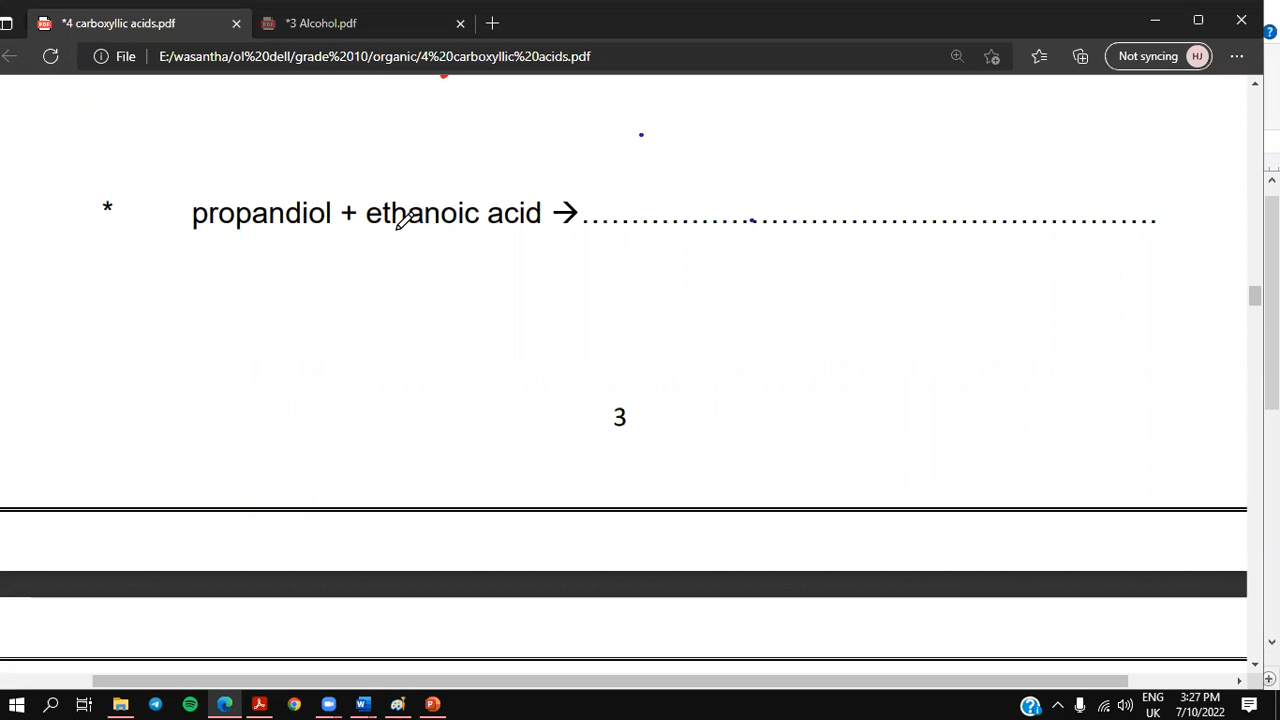 *4 carboxyllic acids.pdf
*3 Alcohol.pdf
File
E:/wasantha/ol%20dell/grade%2010/organic/4%20carboxyllic%20acids.pdf
Not syncing
HJ
* propandiol + ethanoic acid →......................................................................
3
ENG
UK
3:27 PM
7/10/2022